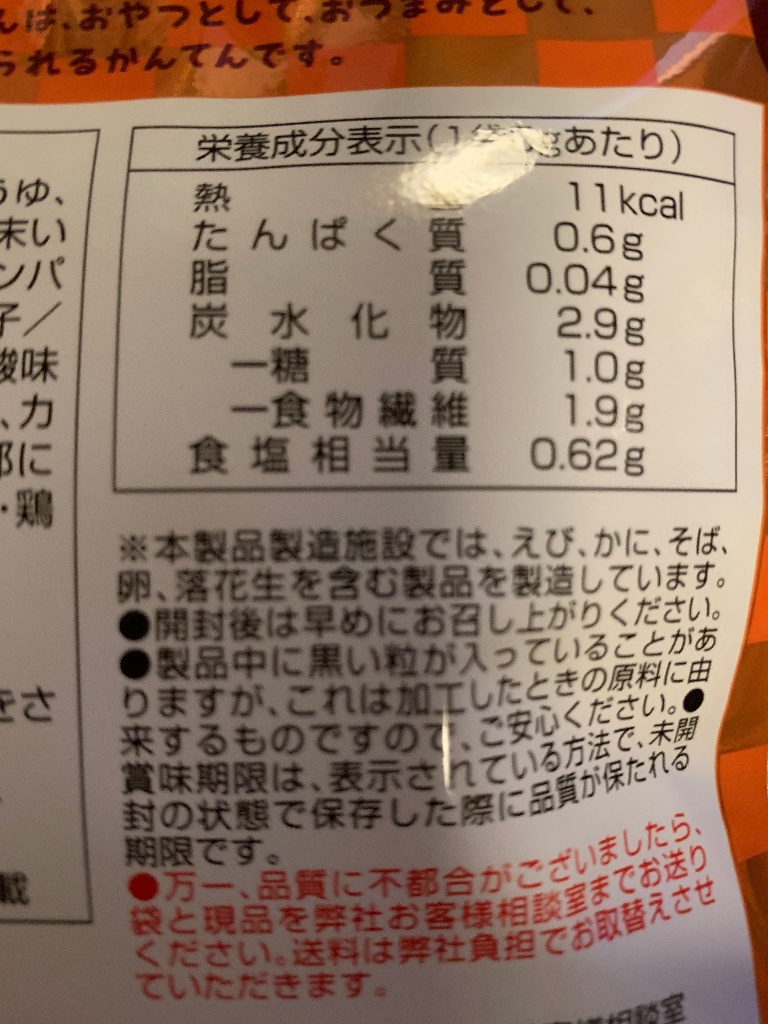 んは、おやつとして、おつまみとして、
られるかんてんです。
うゆ、
末い
ンパ
子／
酸味
、カ
部に
・鶏
をさ
載
栄養成分表示(1袋 gあたり)
熱量 11kcal
たんぱく質 0.6g
脂質 0.04g
炭水化物 2.9g
ー糖質 1.0g
ー食物繊維 1.9g
食塩相当量 0.62g
※本製品製造施設では、えび、かに、そば、
卵、落花生を含む製品を製造しています。
●開封後は早めにお召し上がりください。
●製品中に黒い粒が入っていることがあ
りますが、これは加工したときの原料に由
来するものですので、ご安心ください。●
賞味期限は、表示されている方法で、未開
封の状態で保存した際に品質が保たれる
期限です。
●万一、品質に不都合がございましたら、
袋と現品を弊社お客様相談室までお送り
ください。送料は弊社負担でお取替えさせ
ていただきます。
様相談室